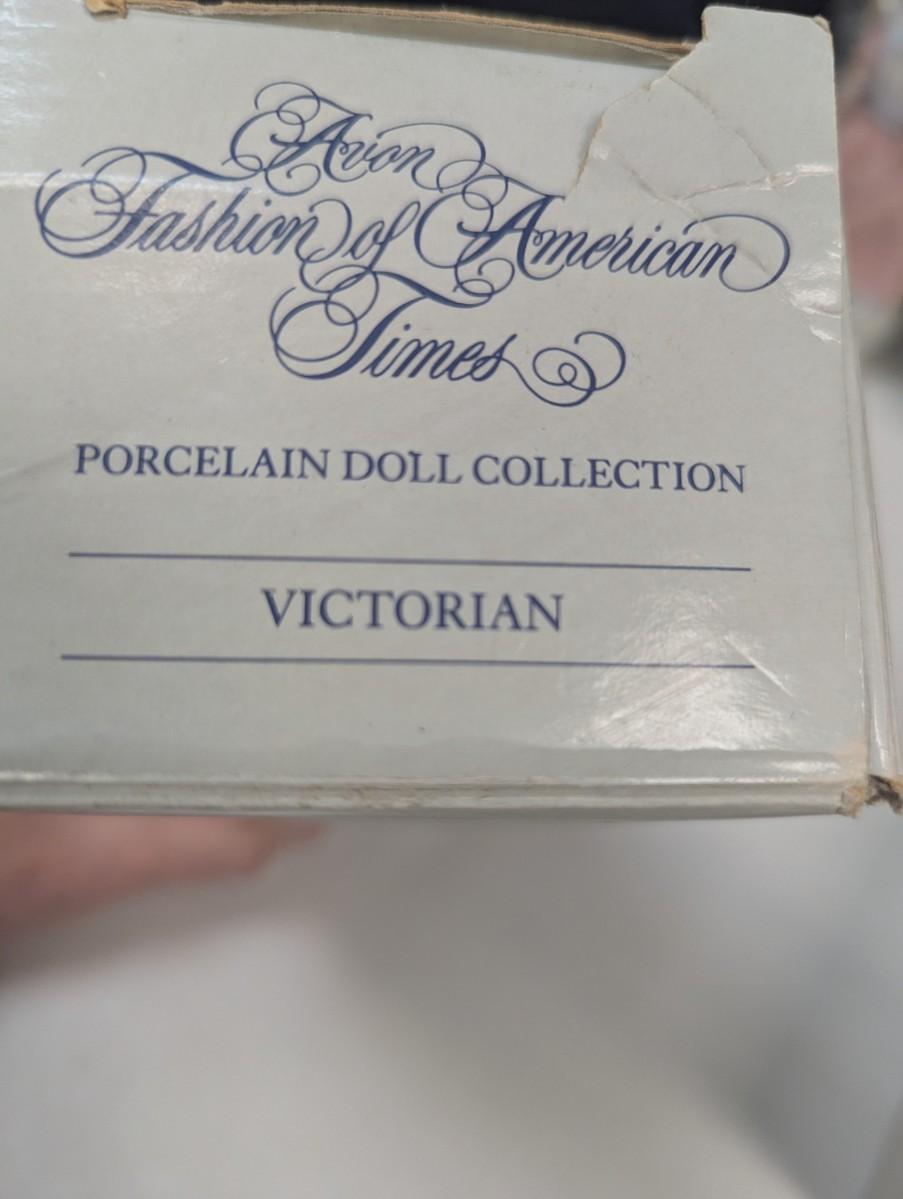 Avon
Fashion of American
Times
PORCELAIN DOLL COLLECTION
VICTORIAN